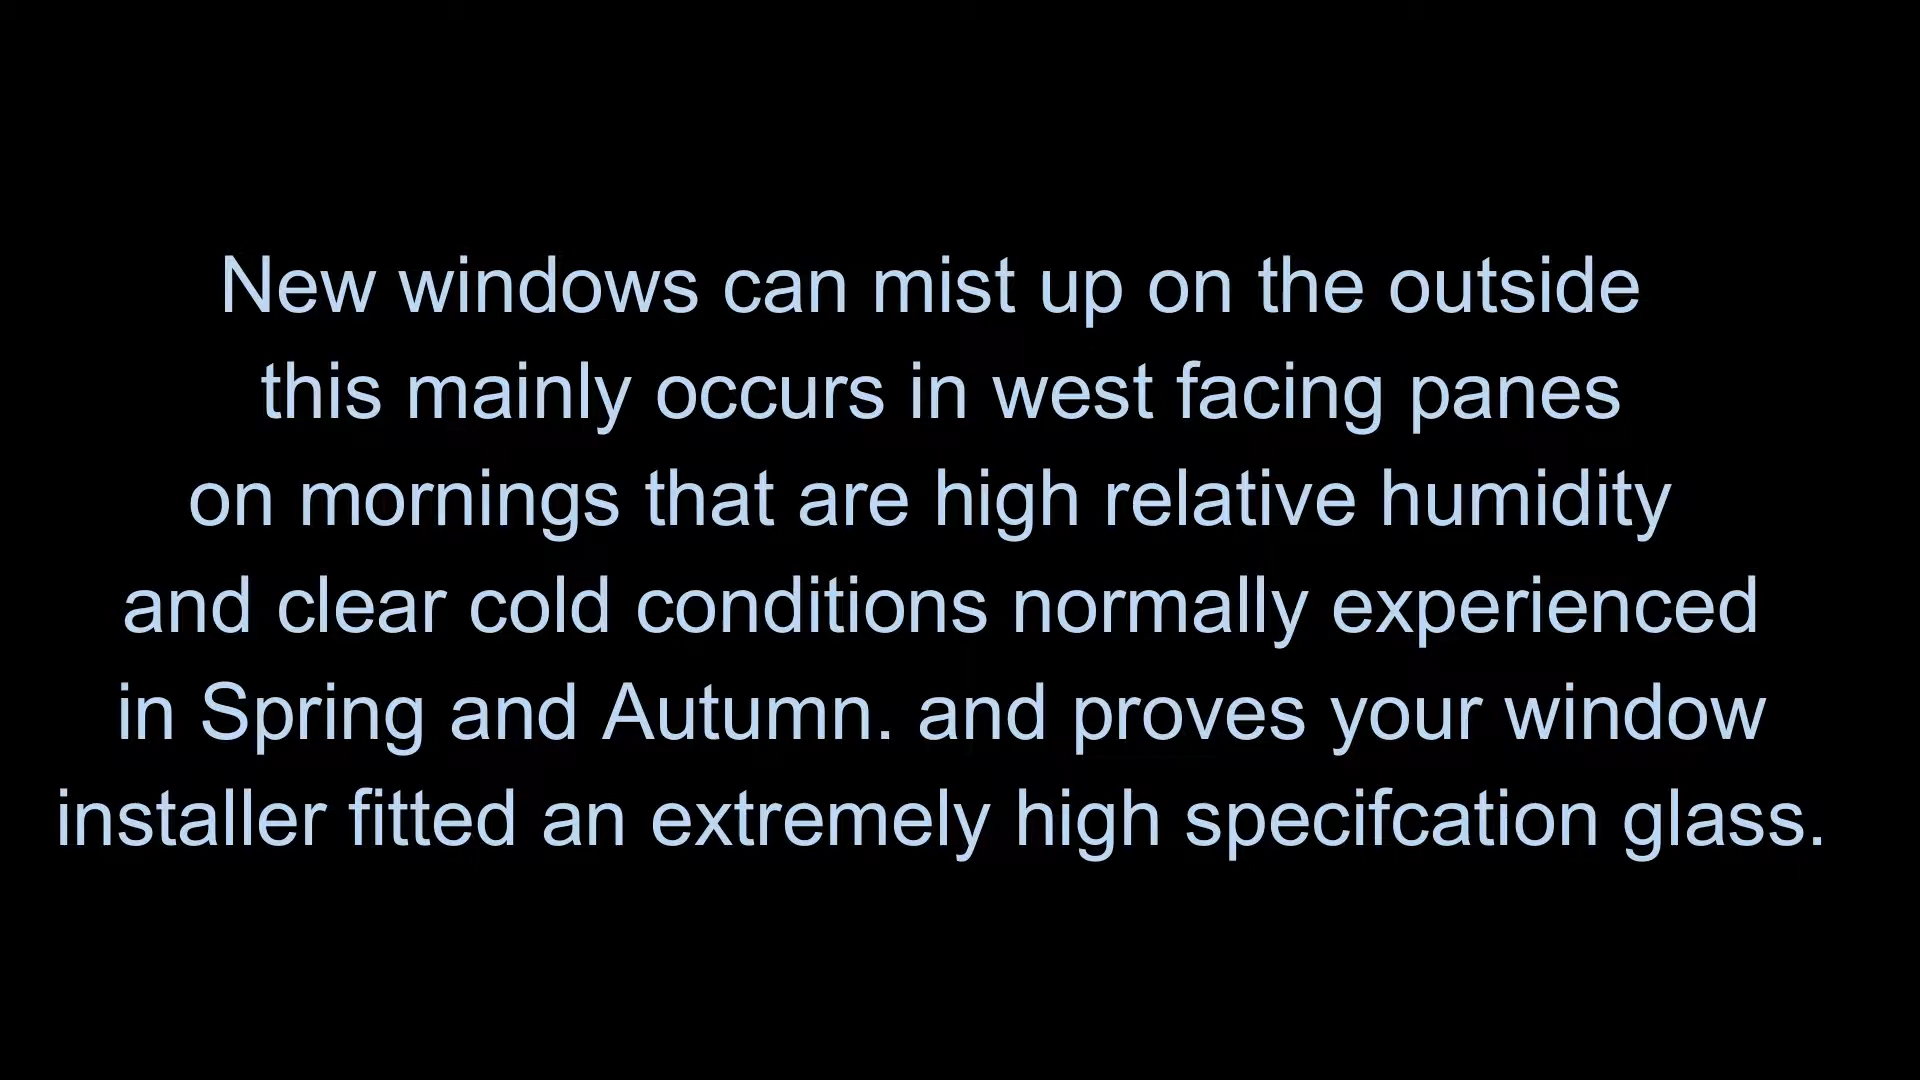 New windows can mist up on the outside
this mainly occurs in west facing panes
on mornings that are high relative humidity
and clear cold conditions normally experienced
in Spring and Autumn. and proves your window
installer fitted an extremely high specifcation glass.